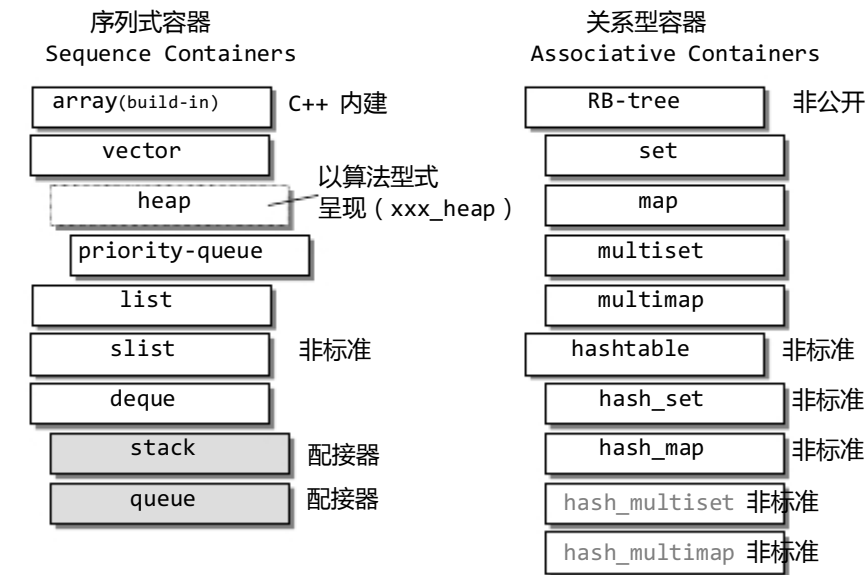 序列式容器
Sequence Containers
array(build-in)
C++ 内建
vector
heap
以算法型式
呈现（xxx_heap）
priority-queue
list
slist
非标准
deque
stack
配接器
queue
配接器
关系型容器
Associative Containers
RB-tree
非公开
set
map
multiset
multimap
hashtable
非标准
hash_set
非标准
hash_map
非标准
hash_multiset
非标准
hash_multimap
非标准